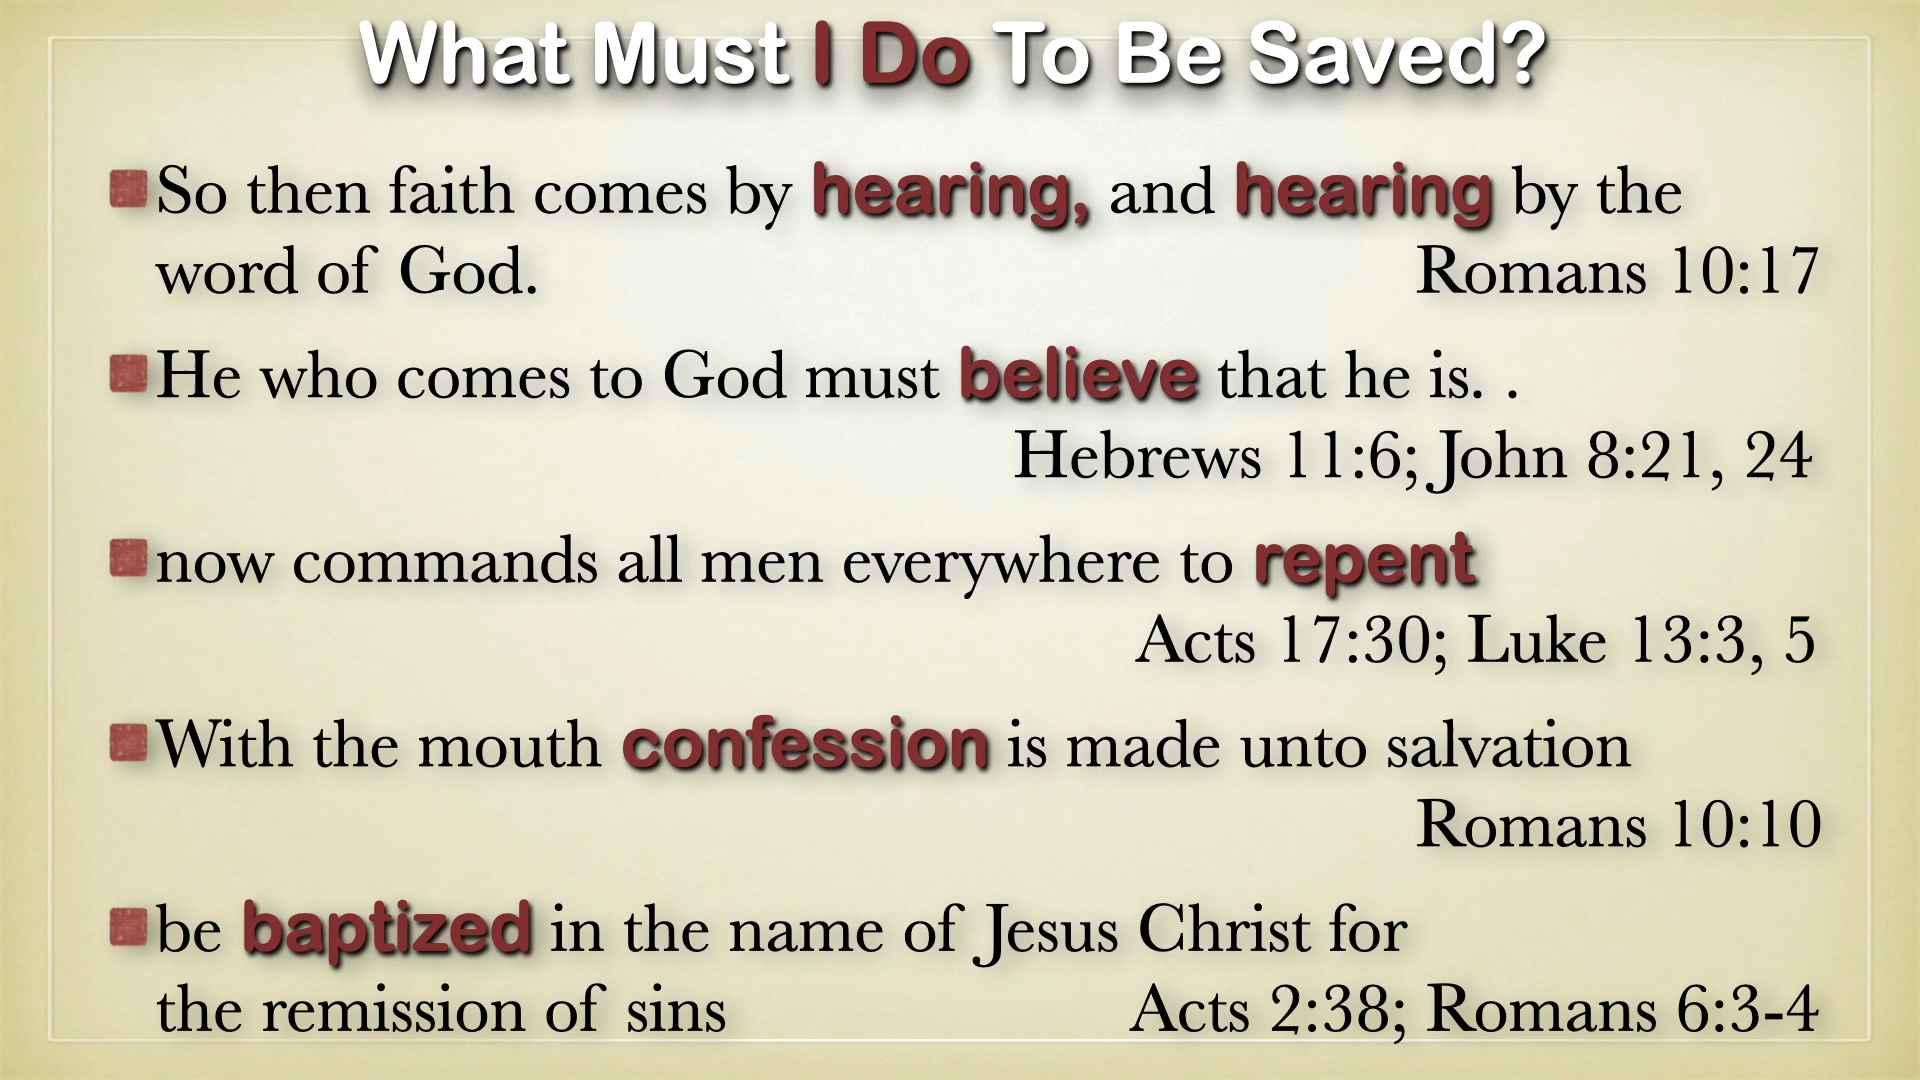 What Must I Do To Be Saved?
So then faith comes by hearing, and hearing by the
word of God. Romans 10:17
He who comes to God must believe that he is. .
Hebrews 11:6; John 8:21, 24
now commands all men everywhere to repent
Acts 17:30; Luke 13:3, 5
With the mouth confession is made unto salvation
Romans 10:10
be baptized in the name of Jesus Christ for
the remission of sins Acts 2:38; Romans 6:3-4